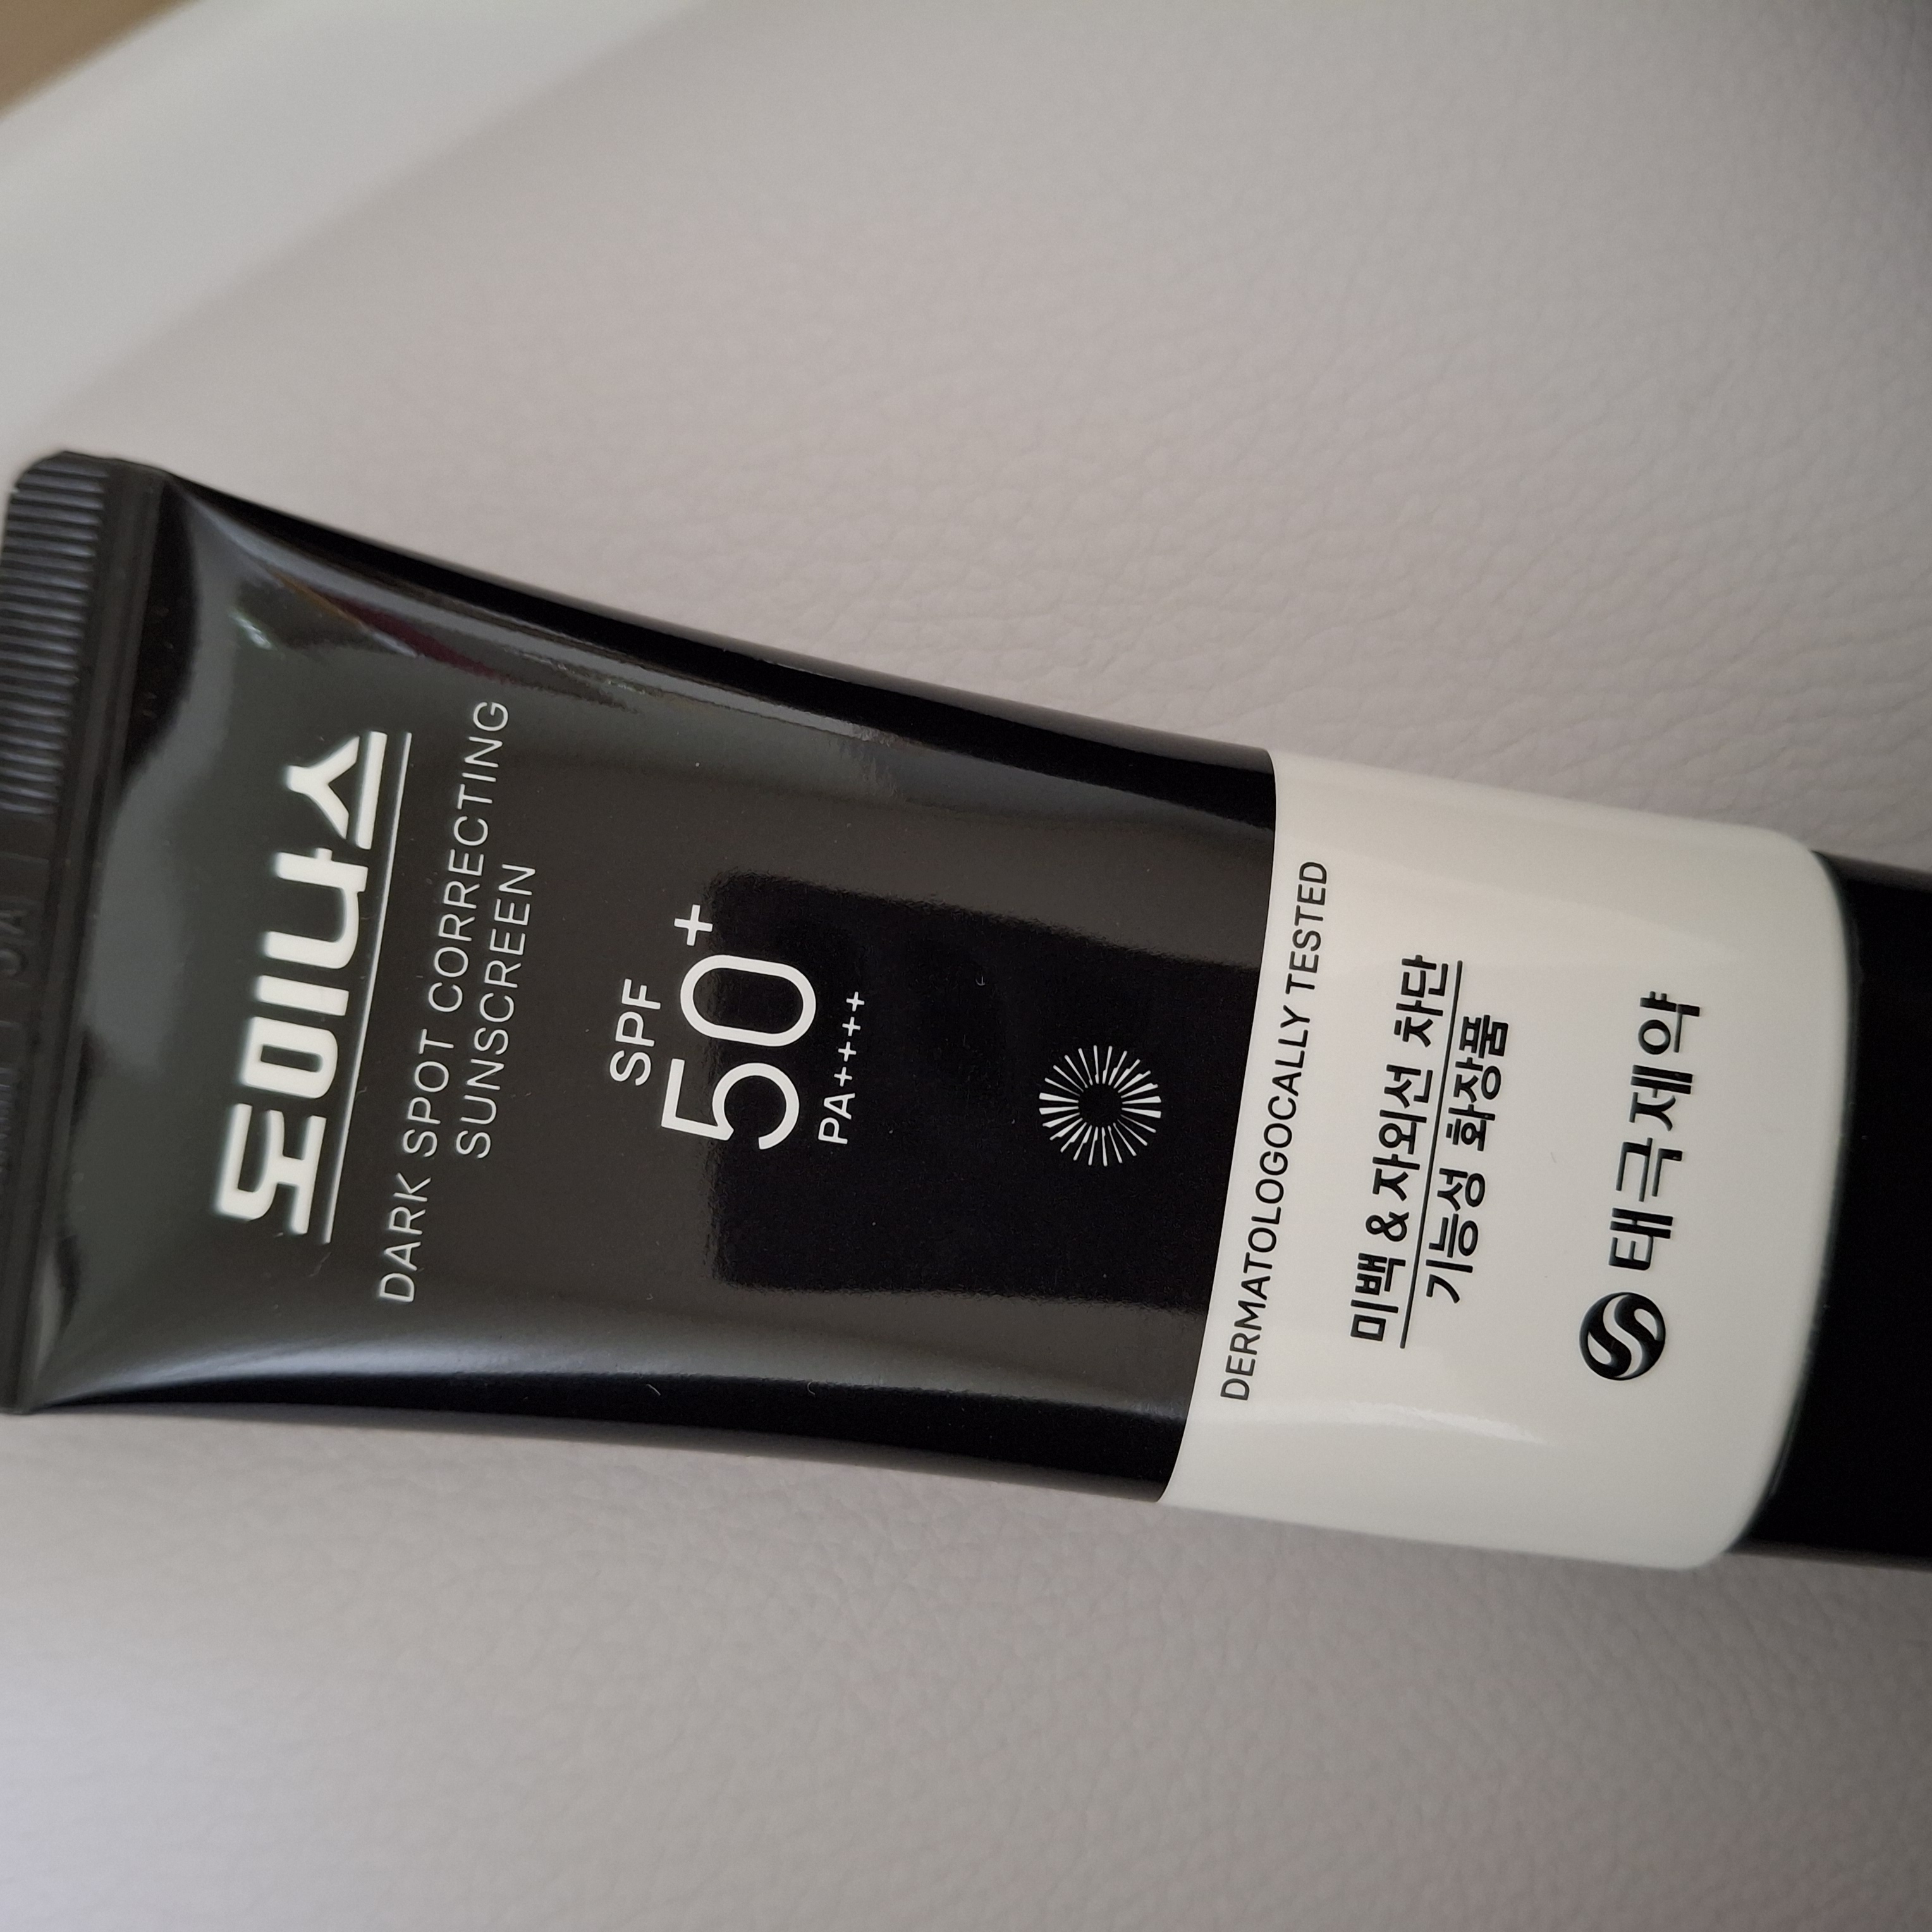 도미나스
DARK SPOT CORRECTING
SUNSCREEN
SPF
50+
PA++++
DERMATOLOGOCALLY TESTED
미백 & 자외선 차단
기능성 화장품
태극제약